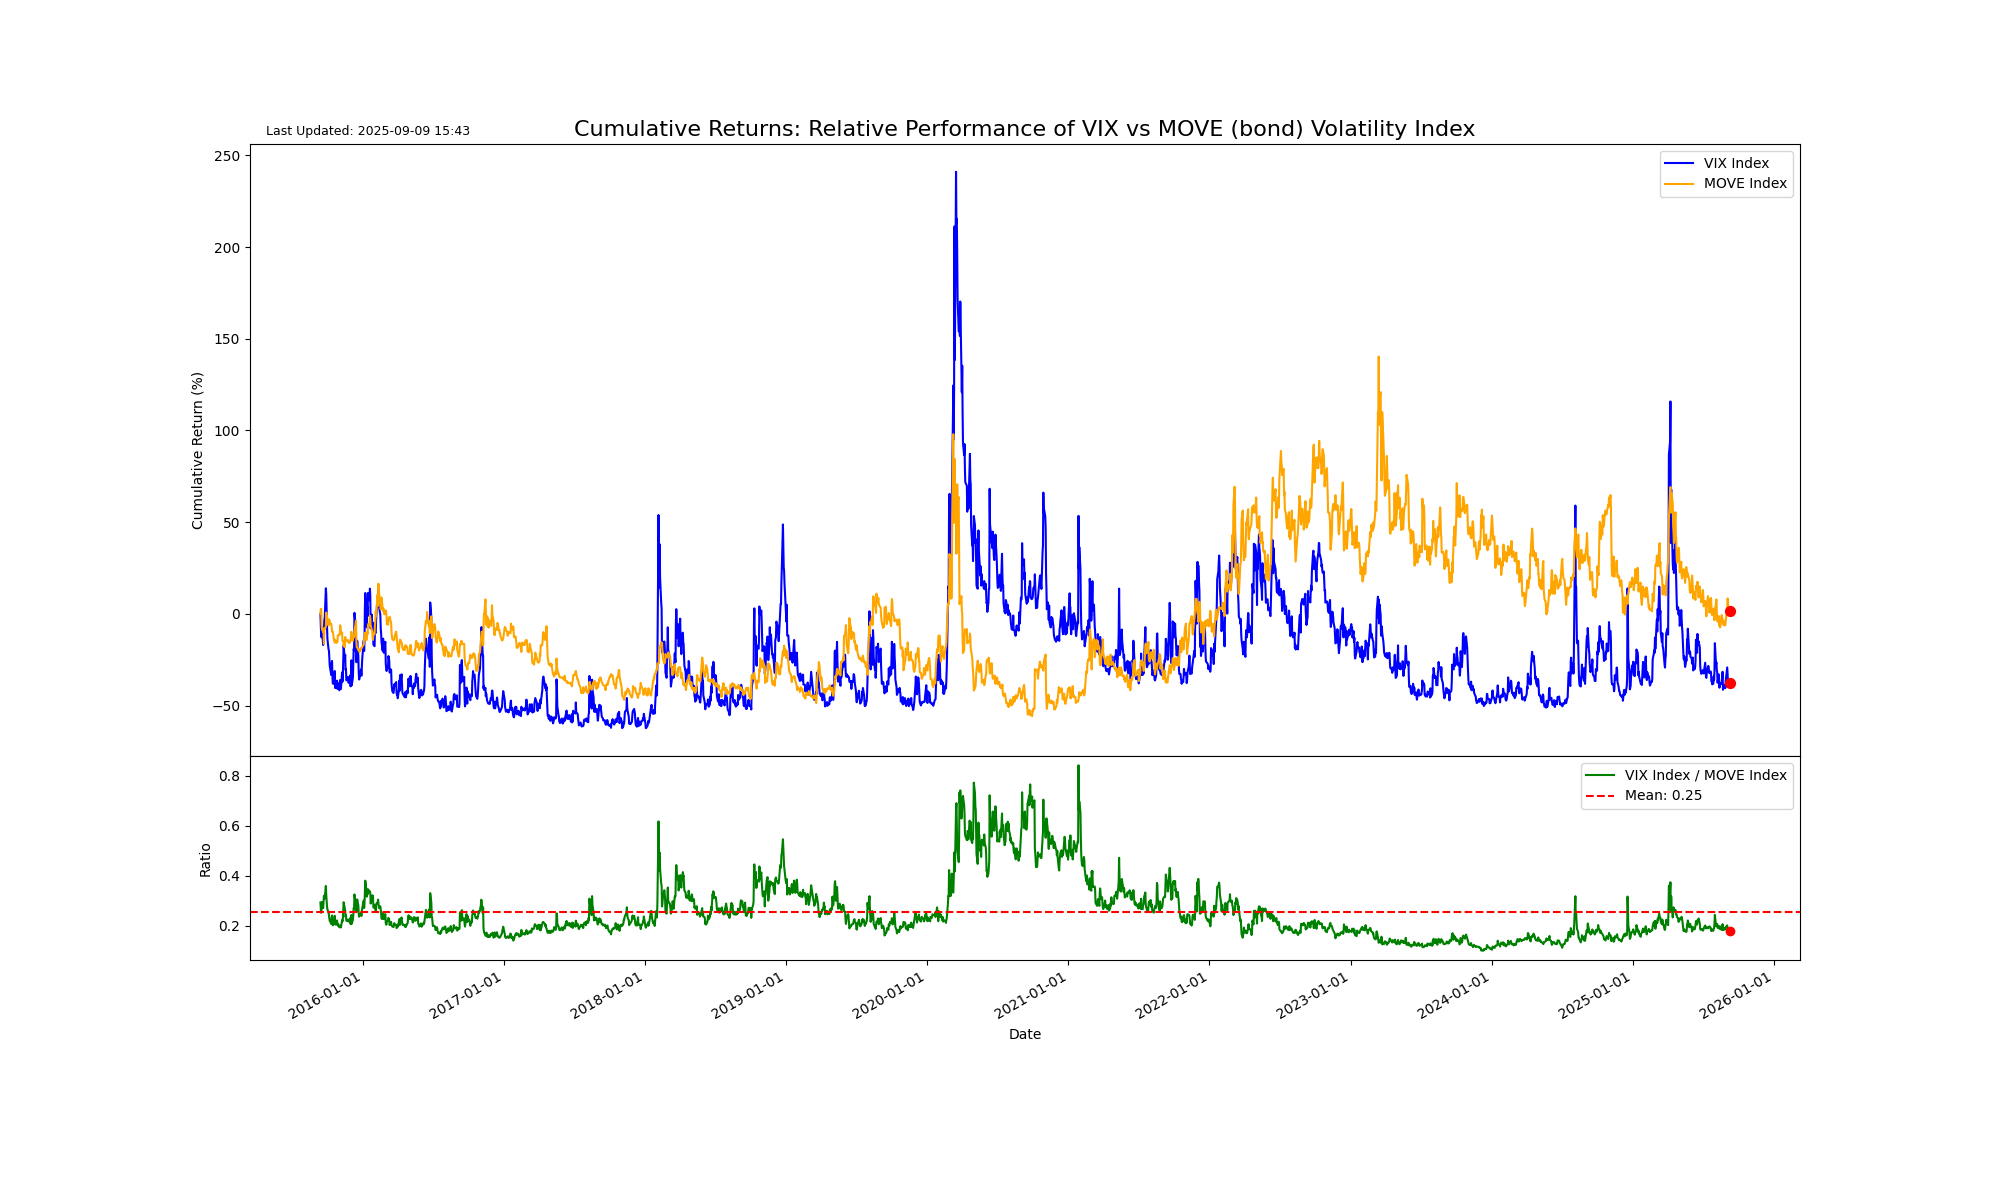 Last Updated: 2025-09-09 15:43
Cumulative Returns: Relative Performance of VIX vs MOVE (bond) Volatility Index
VIX Index
MOVE Index
Cumulative Return (%)
250
200
150
100
50
0
−50
VIX Index / MOVE Index
Mean: 0.25
Ratio
0.8
0.6
0.4
0.2
2016-01-01
2017-01-01
2018-01-01
2019-01-01
2020-01-01
2021-01-01
2022-01-01
2023-01-01
2024-01-01
2025-01-01
2026-01-01
Date